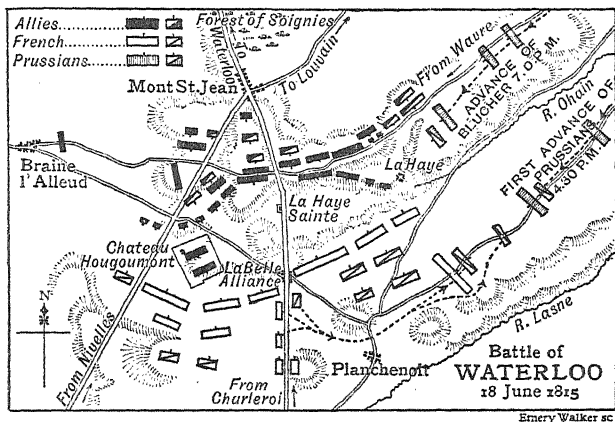 Allies
French
Prussians
Forest of Soignies
To
Waterloo
Mont St. Jean
To Louvain
From Wavre
ADVANCE OF
BLUCHER 7.0. P.M.
R. Ohain
FIRST ADVANCE OF
PRUSSIANS
4.30 P.M.
Braine
l'Alleud
La Haye
La Haye
Sainte
Chateau
Hougoumont
La Belle
Alliance
N
From Nivelles
From
Charleroi
Planchenoit
R. Lasne
Battle of
WATERLOO
18 June 1815
Emery Walker sc